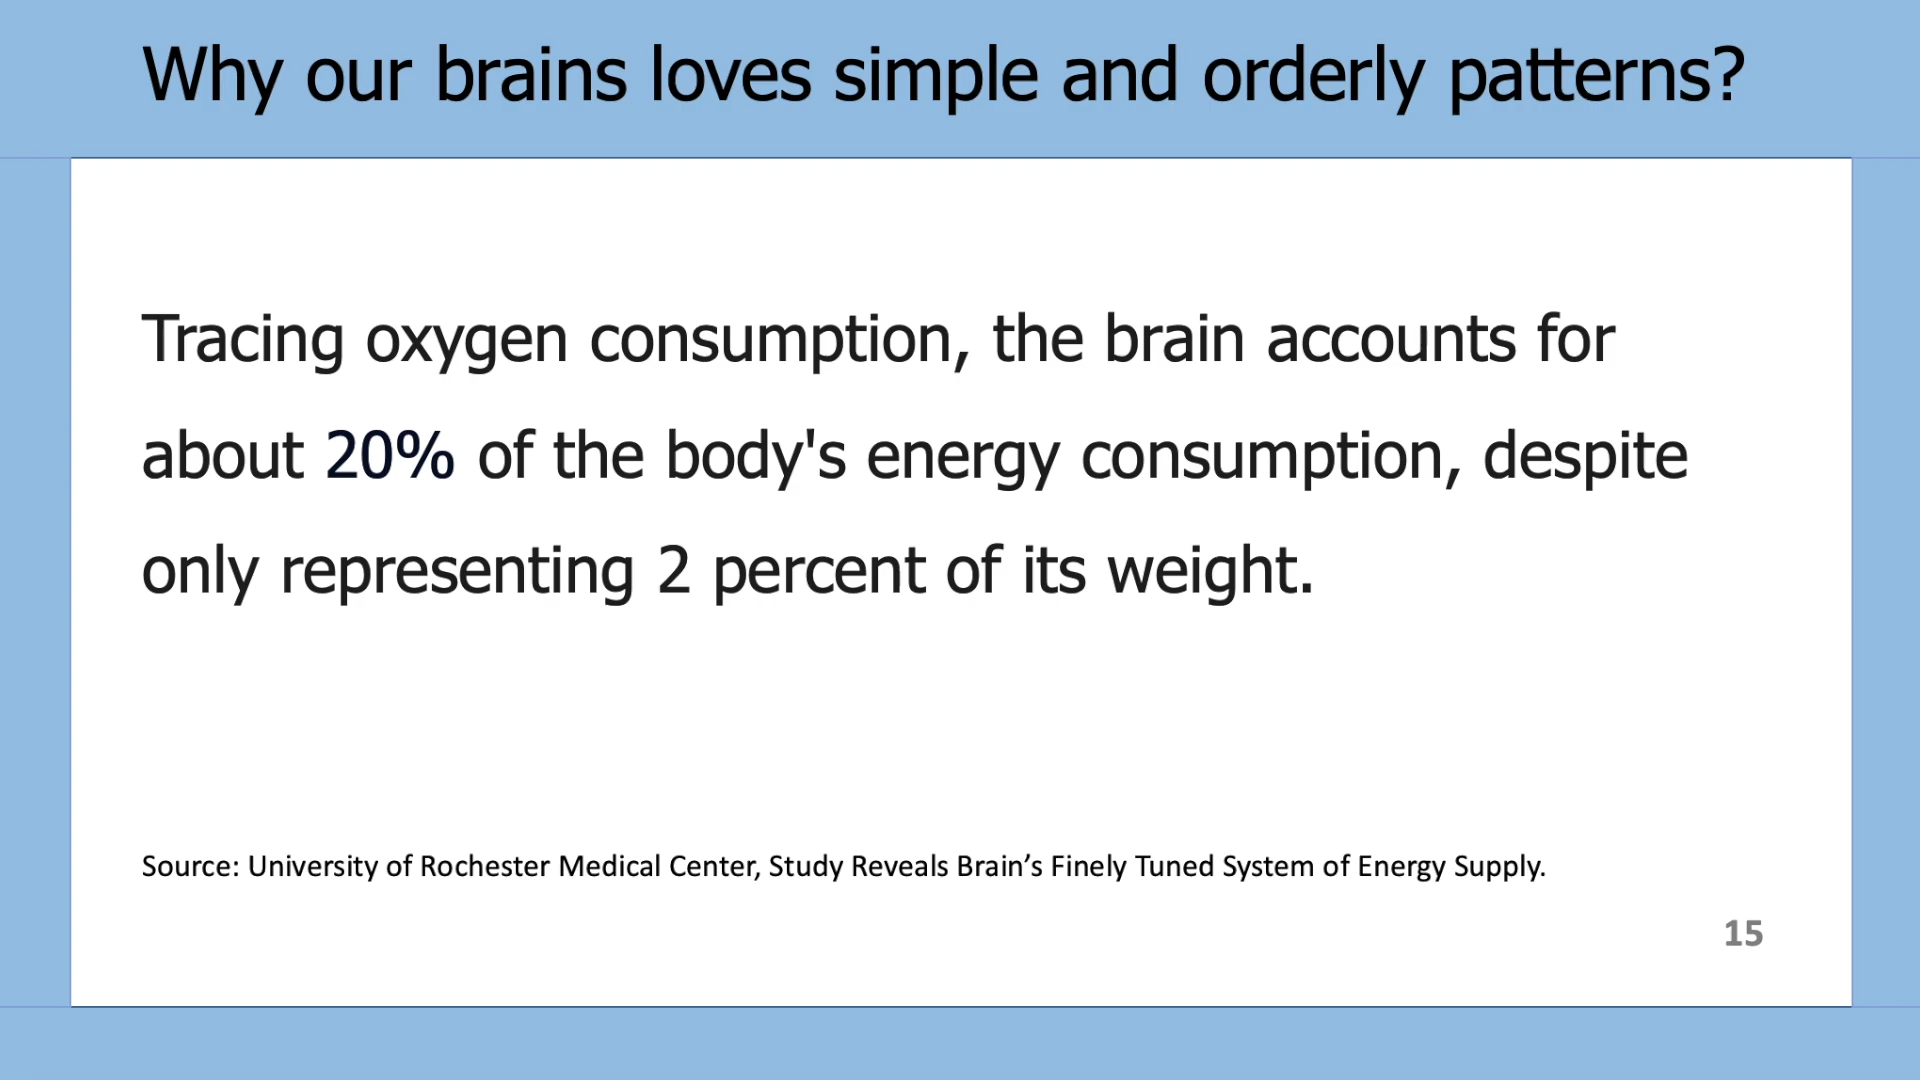 Why our brains loves simple and orderly patterns?
Tracing oxygen consumption, the brain accounts for
about 20% of the body's energy consumption, despite
only representing 2 percent of its weight.
Source: University of Rochester Medical Center, Study Reveals Brain’s Finely Tuned System of Energy Supply.
15